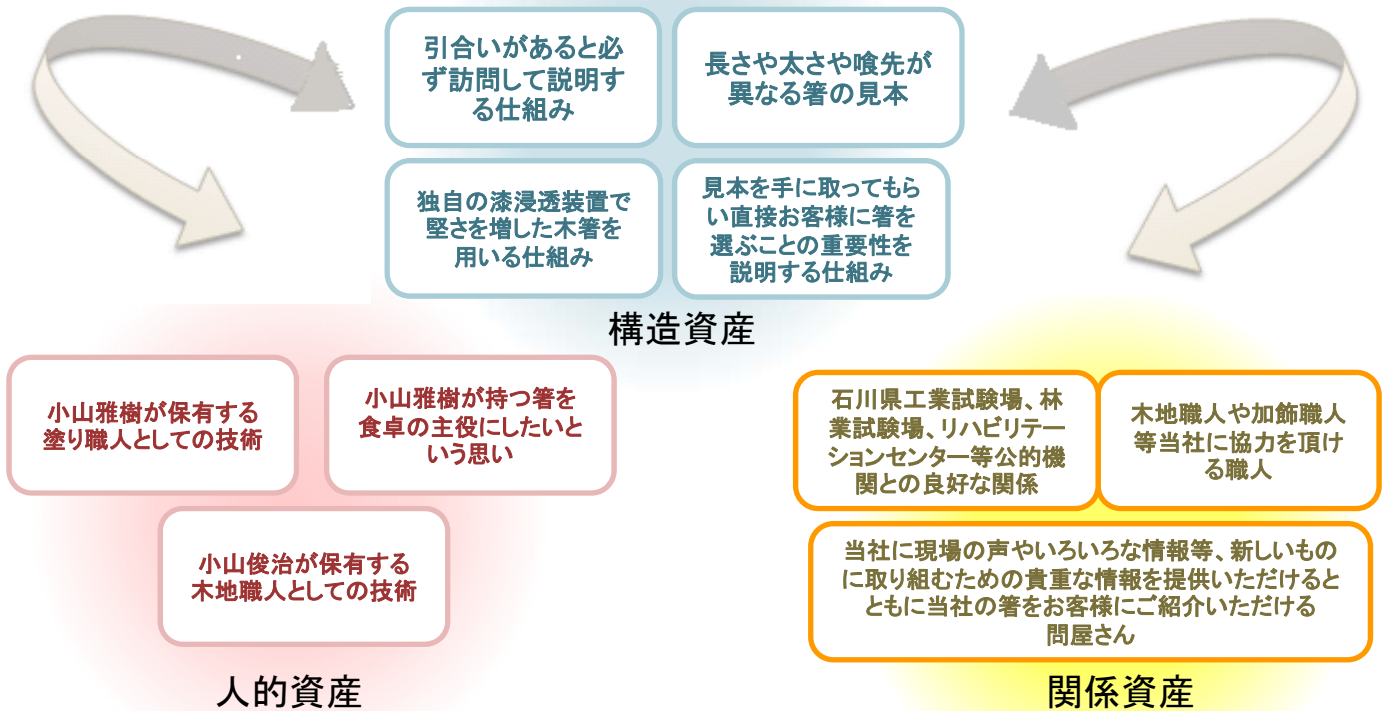 引合いがあると必
ず訪問して説明す
る仕組み
長さや太さや喰先が
異なる箸の見本
独自の漆浸透装置で
堅さを増した木箸を
用いる仕組み
見本を手に取ってもら
い直接お客様に箸を
選ぶことの重要性を
説明する仕組み
構造資産
小山雅樹が保有する
塗り職人としての技術
小山雅樹が持つ箸を
食卓の主役にしたいと
いう思い
小山俊治が保有する
木地職人としての技術
人的資産
石川県工業試験場、林
業試験場、リハビリテー
ションセンター等公的機
関との良好な関係
木地職人や加飾職人
等当社に協力を頂け
る職人
当社に現場の声やいろいろな情報等、新しいもの
に取り組むための貴重な情報を提供いただけると
ともに当社の箸をお客様にご紹介いただける
問屋さん
関係資産